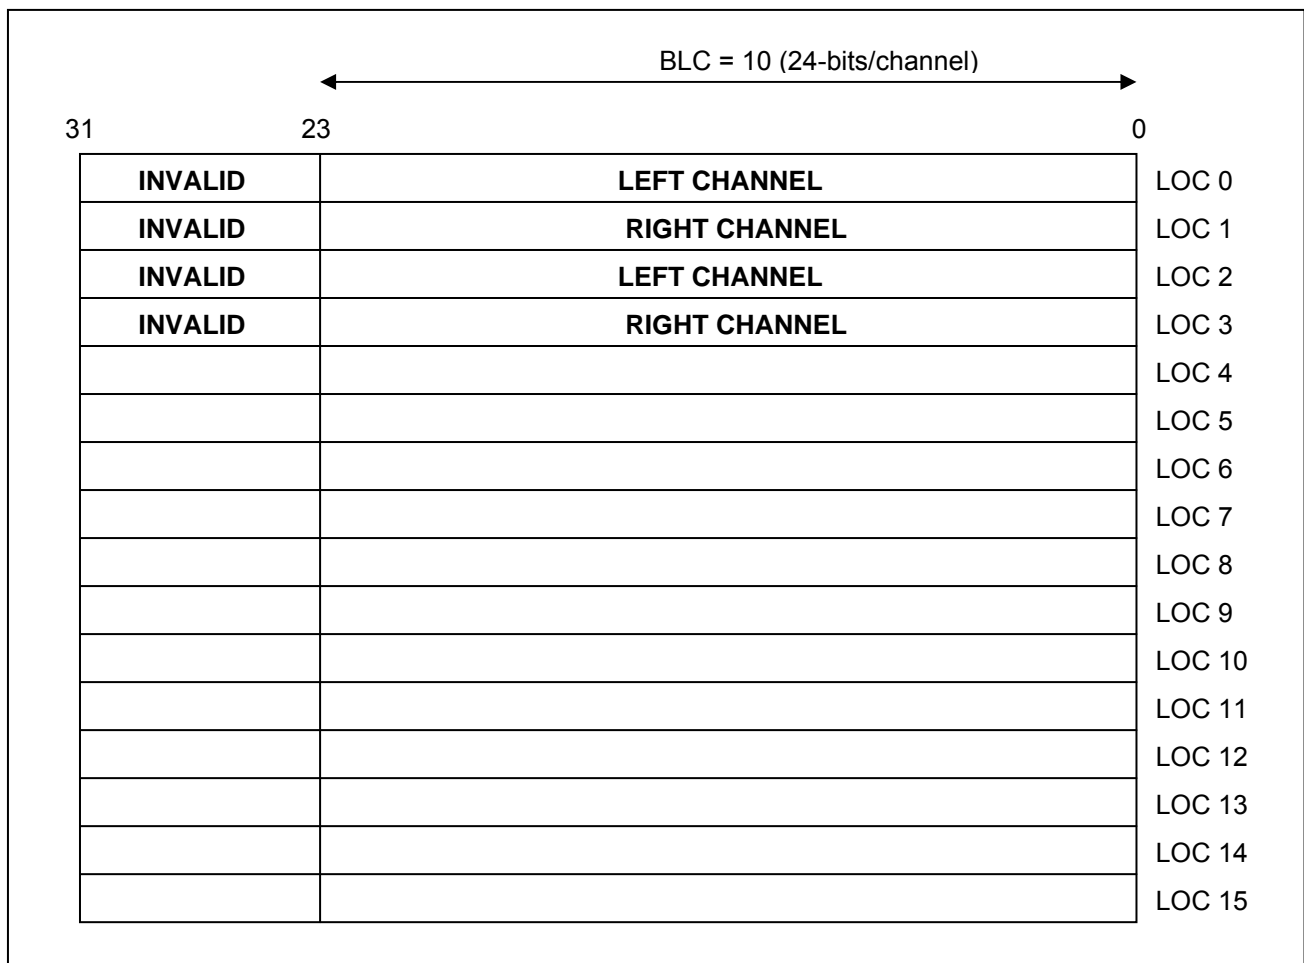 BLC = 10 (24-bits/channel)
31 23 0
INVALID LEFT CHANNEL LOC 0
INVALID RIGHT CHANNEL LOC 1
INVALID LEFT CHANNEL LOC 2
INVALID RIGHT CHANNEL LOC 3
LOC 4
LOC 5
LOC 6
LOC 7
LOC 8
LOC 9
LOC 10
LOC 11
LOC 12
LOC 13
LOC 14
LOC 15